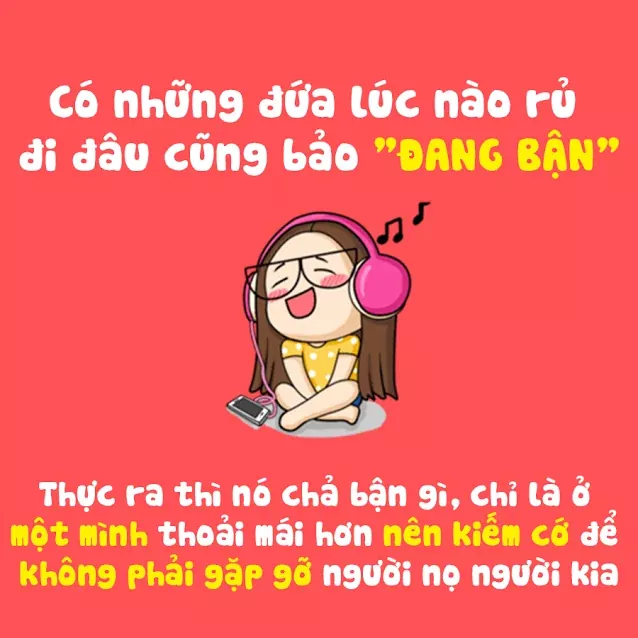 Có những đứa lúc nào rủ
đi đâu cũng bảo "ĐANG BẬN"
Thực ra thì nó chả bận gì, chỉ là ở
một mình thoải mái hơn nên kiếm cớ để
không phải gặp gỡ người nọ người kia